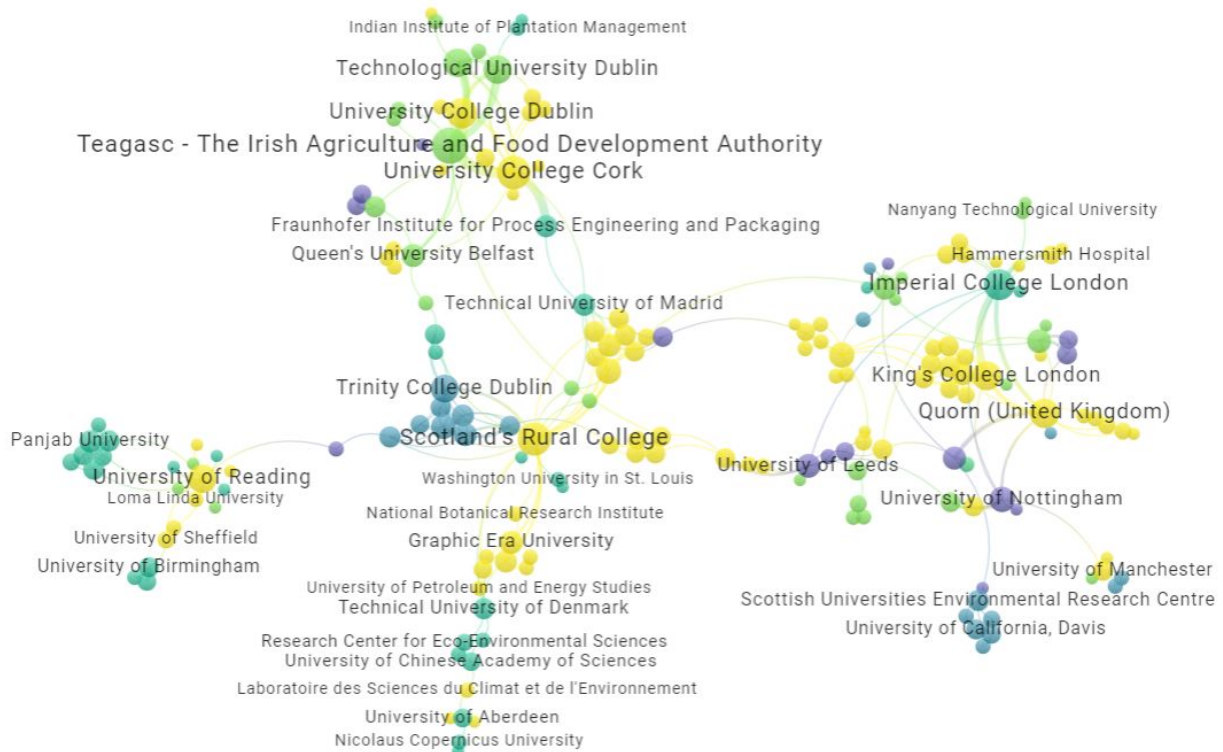 Indian Institute of Plantation Management
Technological University Dublin
University College Dublin
Teagasc - The Irish Agriculture and Food Development Authority
University College Cork
Nanyang Technological University
Fraunhofer Institute for Process Engineering and Packaging
Queen's University Belfast
Hammersmith Hospital
Imperial College London
Technical University of Madrid
King's College London
Trinity College Dublin
Quorn (United Kingdom)
Panjab University
Scotland's Rural College
University of Reading
Washington University in St. Louis
University of Leeds
Loma Linda University
University of Nottingham
National Botanical Research Institute
University of Sheffield
Graphic Era University
University of Birmingham
University of Manchester
University of Petroleum and Energy Studies
Scottish Universities Environmental Research Centre
Technical University of Denmark
University of California, Davis
Research Center for Eco-Environmental Sciences
University of Chinese Academy of Sciences
Laboratoire des Sciences du Climat et de l'Environnement
University of Aberdeen
Nicolaus Copernicus University